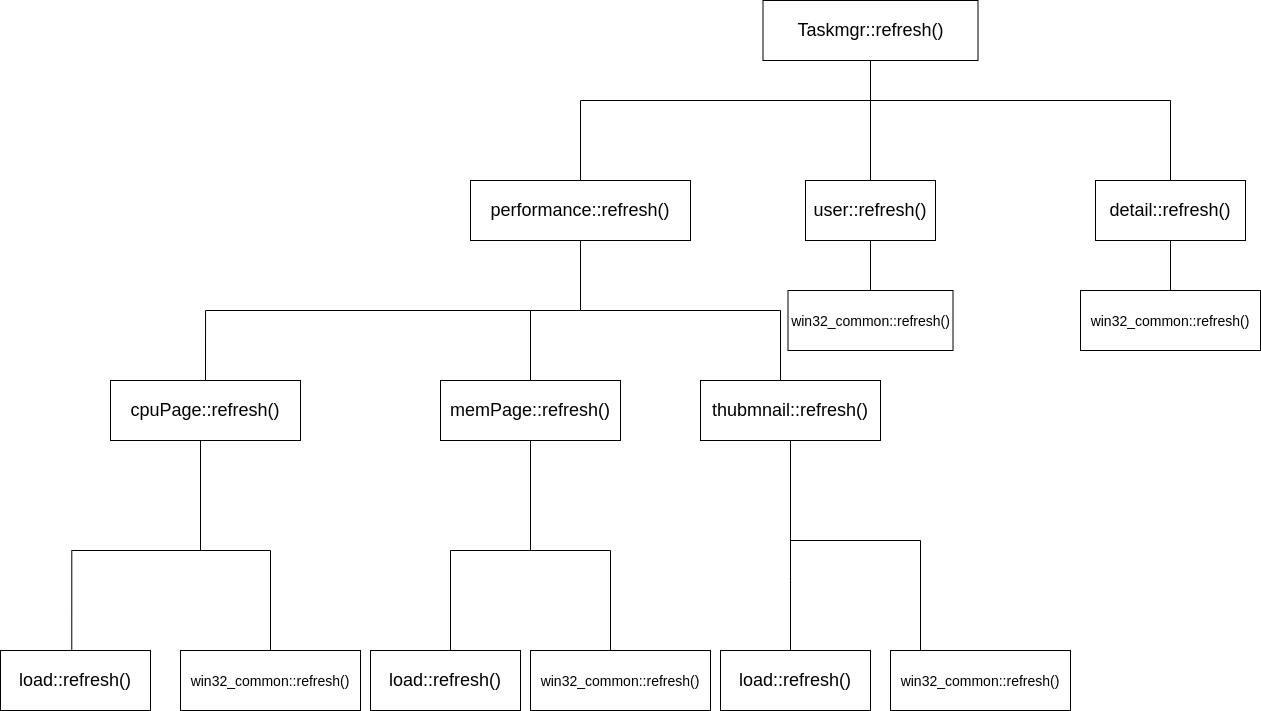 Taskmgr::refresh()
performance::refresh()
user::refresh()
detail::refresh()
win32_common::refresh()
win32_common::refresh()
cpuPage::refresh()
memPage::refresh()
thubmnail::refresh()
load::refresh()
win32_common::refresh()
load::refresh()
win32_common::refresh()
load::refresh()
win32_common::refresh()